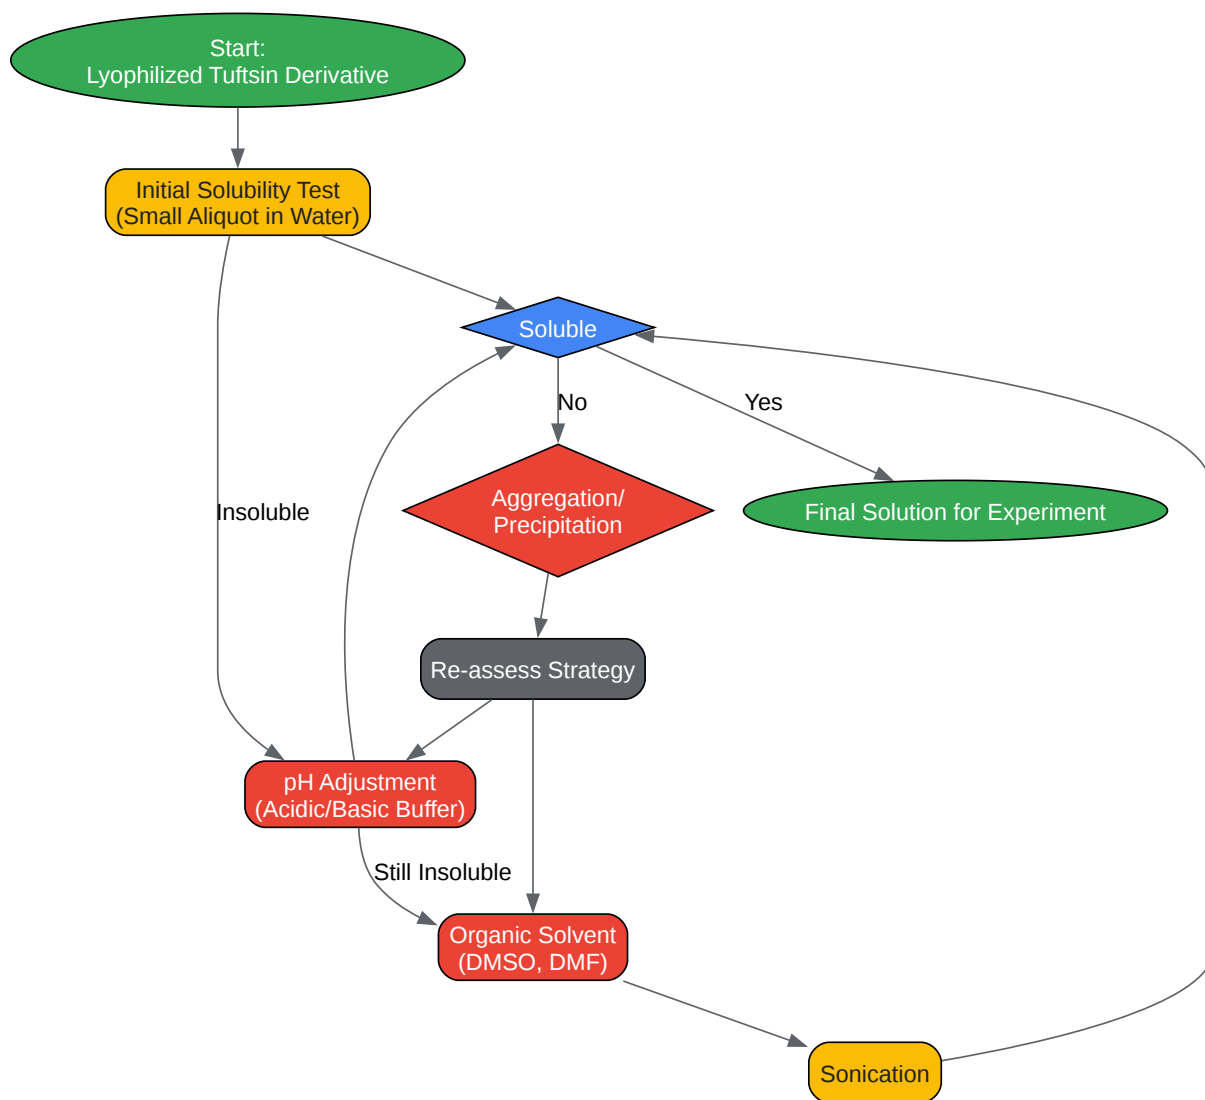 Start:
Lyophilized Tuftsin Derivative
Initial Solubility Test
(Small Aliquot in Water)
Soluble
No
Yes
Insoluble
Aggregation/
Precipitation
Final Solution for Experiment
Re-assess Strategy
pH Adjustment
(Acidic/Basic Buffer)
Still Insoluble
Organic Solvent
(DMSO, DMF)
Sonication